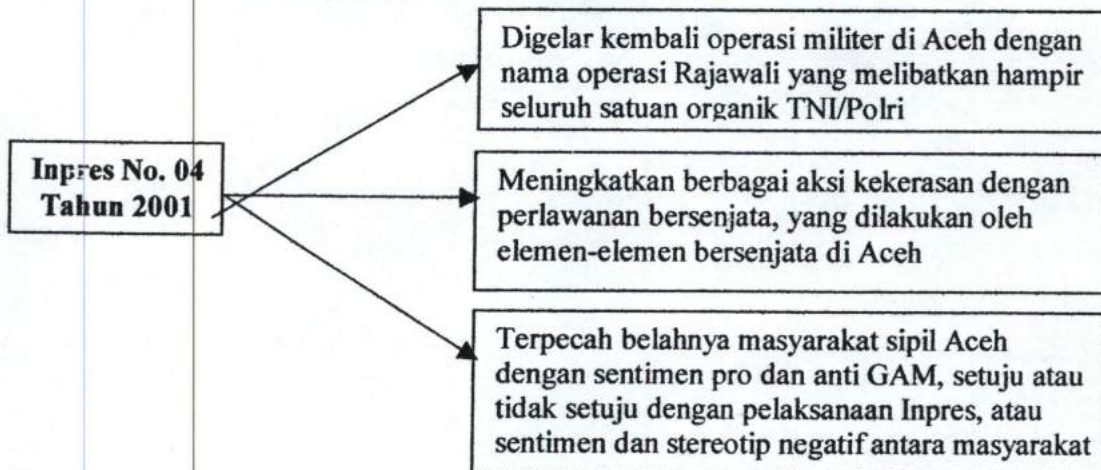 Inpres No. 04
Tahun 2001
Digelar kembali operasi militer di Aceh dengan
nama operasi Rajawali yang melibatkan hampir
seluruh satuan organik TNI/Polri
Meningkatkan berbagai aksi kekerasan dengan
perlawanan bersenjata, yang dilakukan oleh
elemen-elemen bersenjata di Aceh
Terpecah belahnya masyarakat sipil Aceh
dengan sentimen pro dan anti GAM, setuju atau
tidak setuju dengan pelaksanaan Inpres, atau
sentimen dan stereotip negatif antara masyarakat